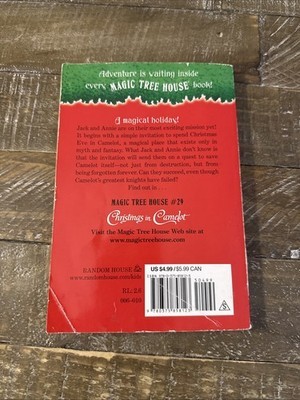 Adventure is waiting inside
every MAGIC TREE HOUSE book!
A magical holiday!
Jack and Annie are on their most exciting mission yet!
It begins with a simple invitation to spend Christmas
Eve in Camelot, a magical place that exists only in
myth and fantasy. What Jack and Annie don't know is
that the invitation will send them on a quest to save
Camelot itself—not just from destruction, but from
being forgotten forever. Can they succeed, even though
Camelot's greatest knights have failed?
Find out in . . .
MAGIC TREE HOUSE #29
Christmas in Camelot
Visit the Magic Tree House Web site at
www.magictreehouse.com
RANDOM HOUSE
www.randomhouse.com/kids
US $4.99 / $5.99 CAN